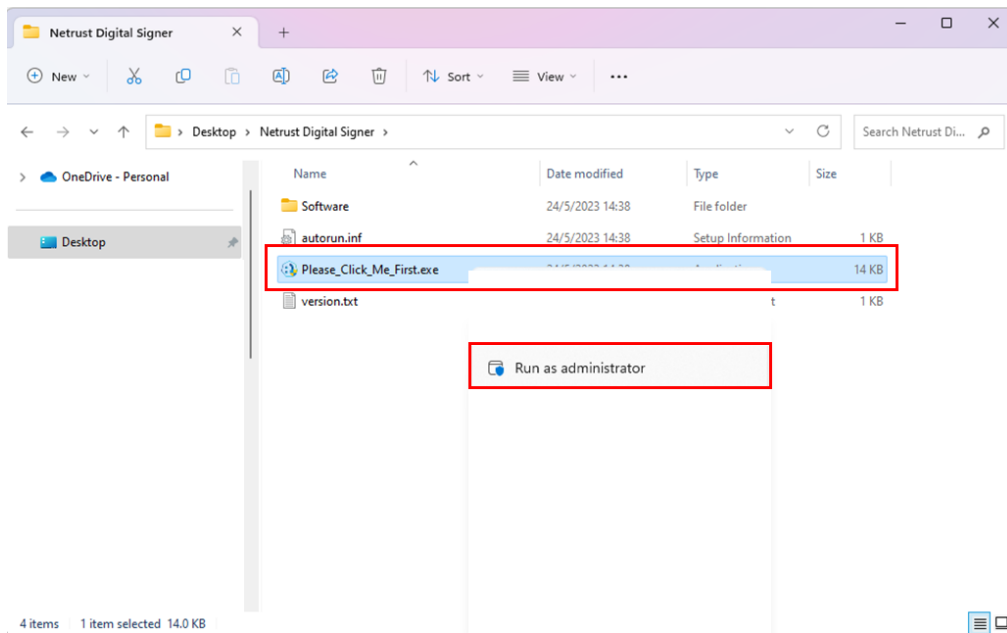 Netrust Digital Signer
New
Sort
View
Desktop > Netrust Digital Signer >
Search Netrust Di...
OneDrive - Personal
Desktop
Name Date modified Type Size
Software 24/5/2023 14:38 File folder
autorun.inf 24/5/2023 14:38 Setup Information 1 KB
Please_Click_Me_First.exe 14 KB
version.txt t 1 KB
Run as administrator
4 items 1 item selected 14.0 KB